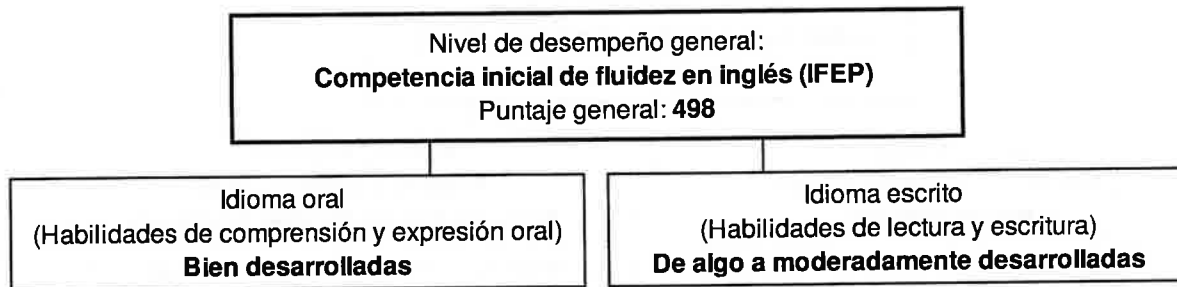 Nivel de desempeño general:
Competencia inicial de fluidez en inglés (IFEP)
Puntaje general: 498
Idioma oral
(Habilidades de comprensión y expresión oral)
Bien desarrolladas
Idioma escrito
(Habilidades de lectura y escritura)
De algo a moderadamente desarrolladas